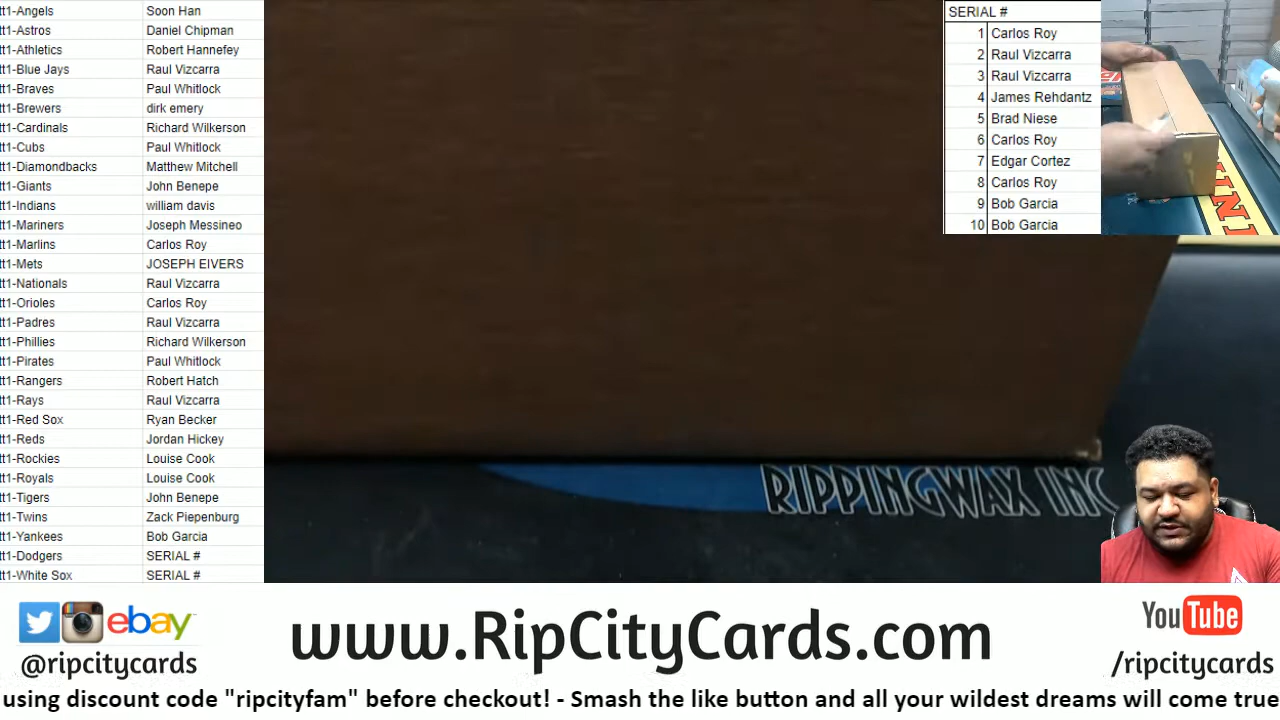 tt1-Angels Soon Han
tt1-Astros Daniel Chipman
tt1-Athletics Robert Hannefey
tt1-Blue Jays Raul Vizcarra
tt1-Braves Paul Whitlock
tt1-Brewers dirk emery
tt1-Cardinals Richard Wilkerson
tt1-Cubs Paul Whitlock
tt1-Diamondbacks Matthew Mitchell
tt1-Giants John Benepe
tt1-Indians william davis
tt1-Mariners Joseph Messineo
tt1-Marlins Carlos Roy
tt1-Mets JOSEPH EIVERS
tt1-Nationals Raul Vizcarra
tt1-Orioles Carlos Roy
tt1-Padres Raul Vizcarra
tt1-Phillies Richard Wilkerson
tt1-Pirates Paul Whitlock
tt1-Rangers Robert Hatch
tt1-Rays Raul Vizcarra
tt1-Red Sox Ryan Becker
tt1-Reds Jordan Hickey
tt1-Rockies Louise Cook
tt1-Royals Louise Cook
tt1-Tigers John Benepe
tt1-Twins Zack Piepenburg
tt1-Yankees Bob Garcia
tt1-Dodgers SERIAL #
tt1-White Sox SERIAL #
SERIAL #
1 Carlos Roy
2 Raul Vizcarra
3 Raul Vizcarra
4 James Rehdantz
5 Brad Niese
6 Carlos Roy
7 Edgar Cortez
8 Carlos Roy
9 Bob Garcia
10 Bob Garcia
RIPPINGWAX INC
ebay
@ripcitycards
www.RipCityCards.com
YouTube
/ripcitycards
using discount code "ripcityfam" before checkout! - Smash the like button and all your wildest dreams will come true